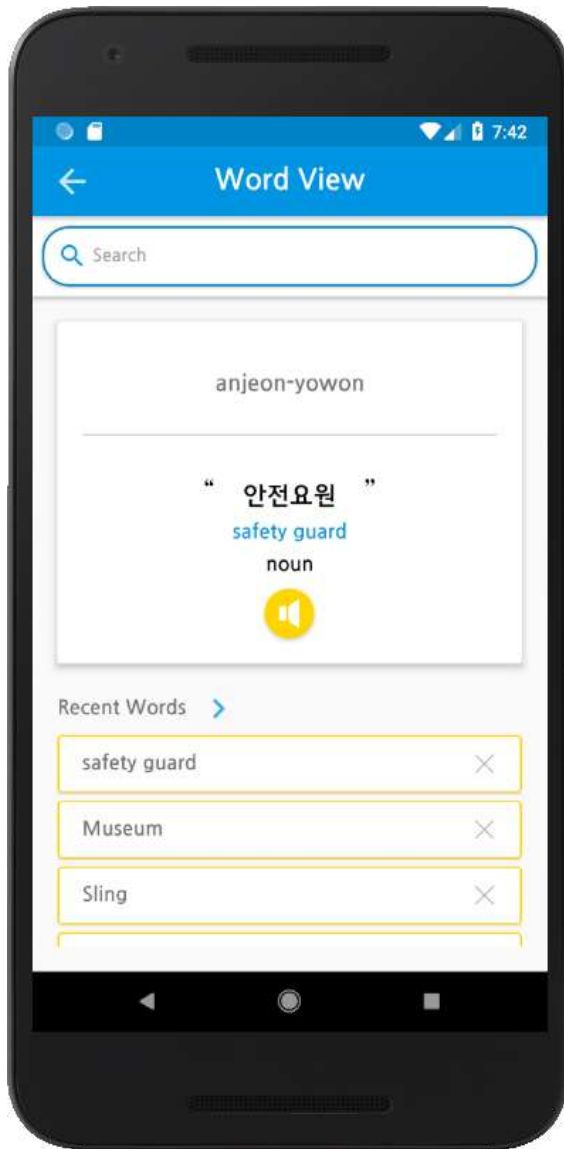 7:42
Word View
Search
anjeon-yowon
“ 안전요원 ”
safety guard
noun
Recent Words
safety guard
Museum
Sling